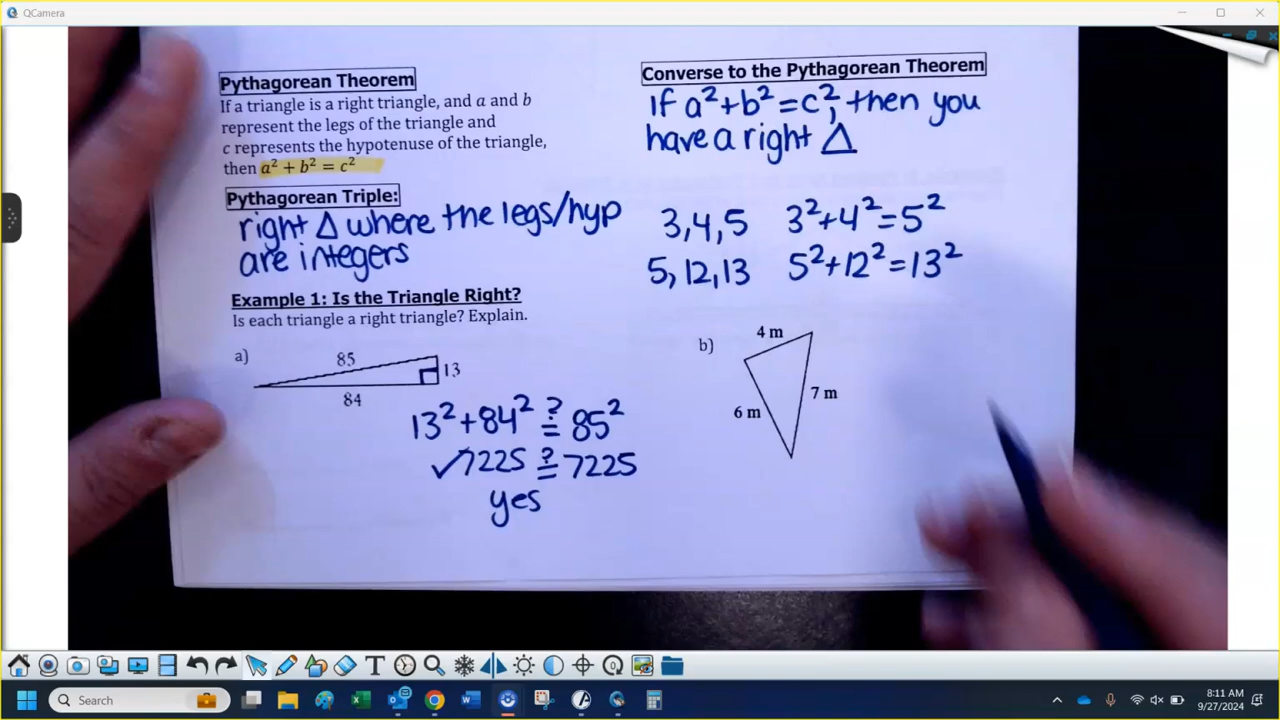 QCamera
Pythagorean Theorem
If a triangle is a right triangle, and a and b
represent the legs of the triangle and
c represents the hypotenuse of the triangle,
then a² + b² = c²
Pythagorean Triple:
right △ where the legs/hyp
are integers
Converse to the Pythagorean Theorem
If a²+b²=c², then you
have a right △
3,4,5 3²+4²=5²
5,12,13 5²+12²=13²
Example 1: Is the Triangle Right?
Is each triangle a right triangle? Explain.
a)
85
13
84
13²+84² ≟ 85²
✓7225 ≟ 7225
yes
b)
4 m
7 m
6 m
Search
8:11 AM
9/27/2024